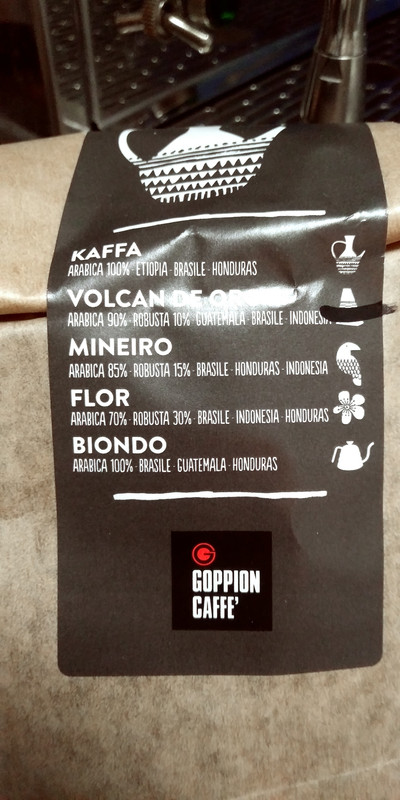 KAFFA
ARABICA 100% · ETIOPIA · BRASILE · HONDURAS
VOLCAN DE
ARABICA 90% · ROBUSTA 10% · GUATEMALA · BRASILE · INDONESIA
MINEIRO
ARABICA 85% · ROBUSTA 15% · BRASILE · HONDURAS · INDONESIA
FLOR
ARABICA 70% · ROBUSTA 30% · BRASILE · INDONESIA · HONDURAS
BIONDO
ARABICA 100% · BRASILE · GUATEMALA · HONDURAS
G
GOPPION
CAFFE'